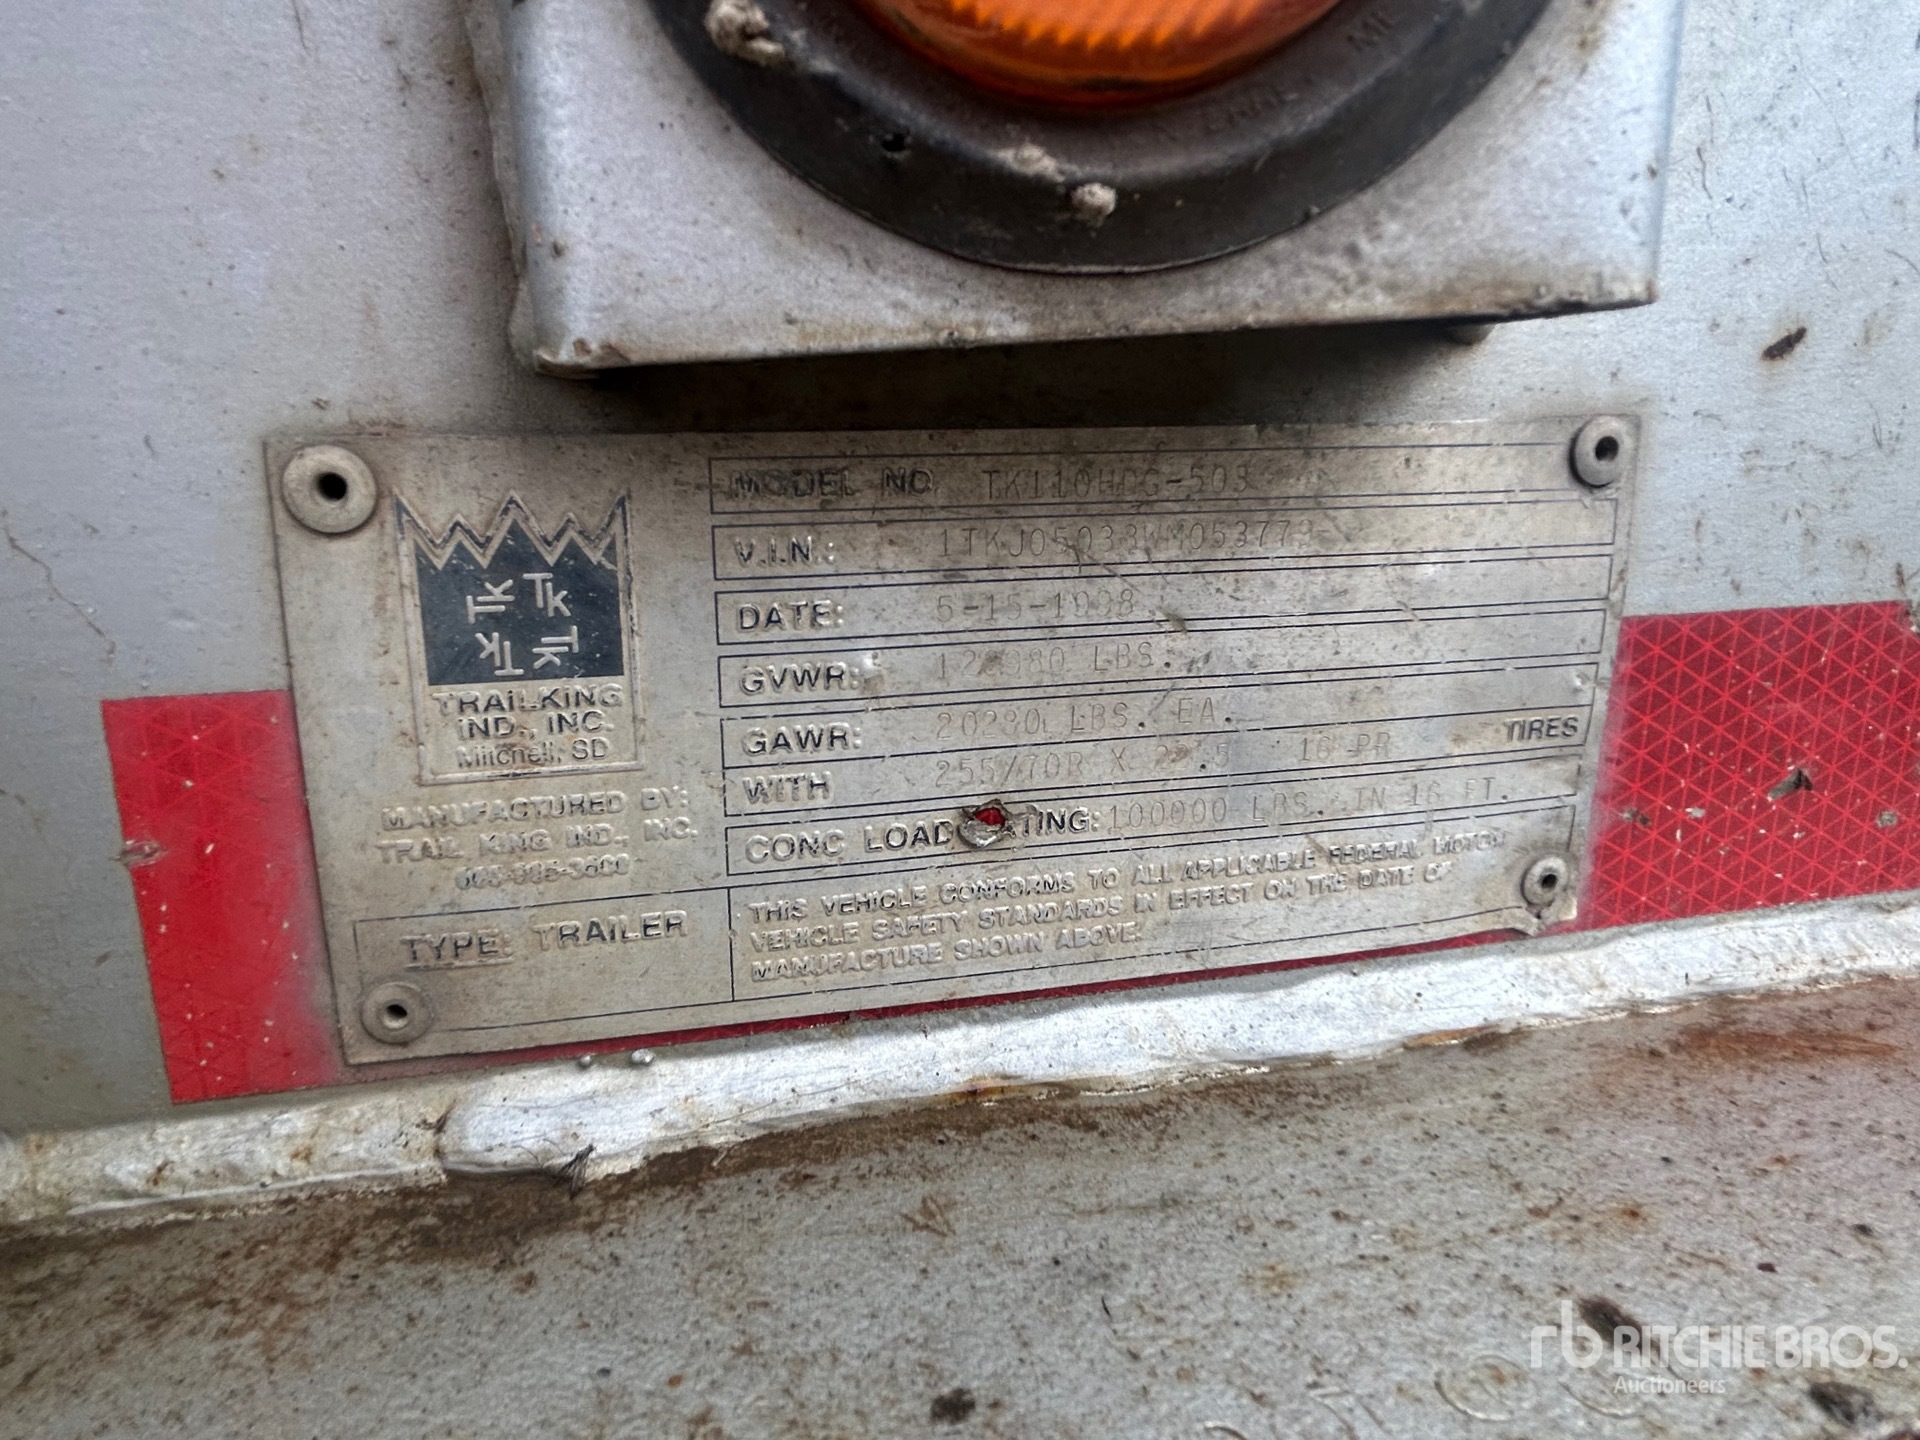 MODEL NO TK110HDG-503
V.I.N.:
DATE: 5-15-1998
GVWR: LBS.
GAWR: 20280 LBS. EA.
WITH 255/70R X 22.5 16 PR TIRES
CONC LOAD RATING: 100000 LBS. IN 16 FT.
TK TK TK TK
TRAILKING
IND., INC.
Mitchell, SD
MANUFACTURED BY:
TRAIL KING IND., INC.
TYPE: TRAILER
THIS VEHICLE CONFORMS TO ALL APPLISABLE FEDERAL MOTOR
VEHICLE SAFETY STANDARDS IN EFFECT ON THE DATE OF
MANUFACTURE SHOWN ABOVE.
rb RITCHIE BROS.
Auctioneers